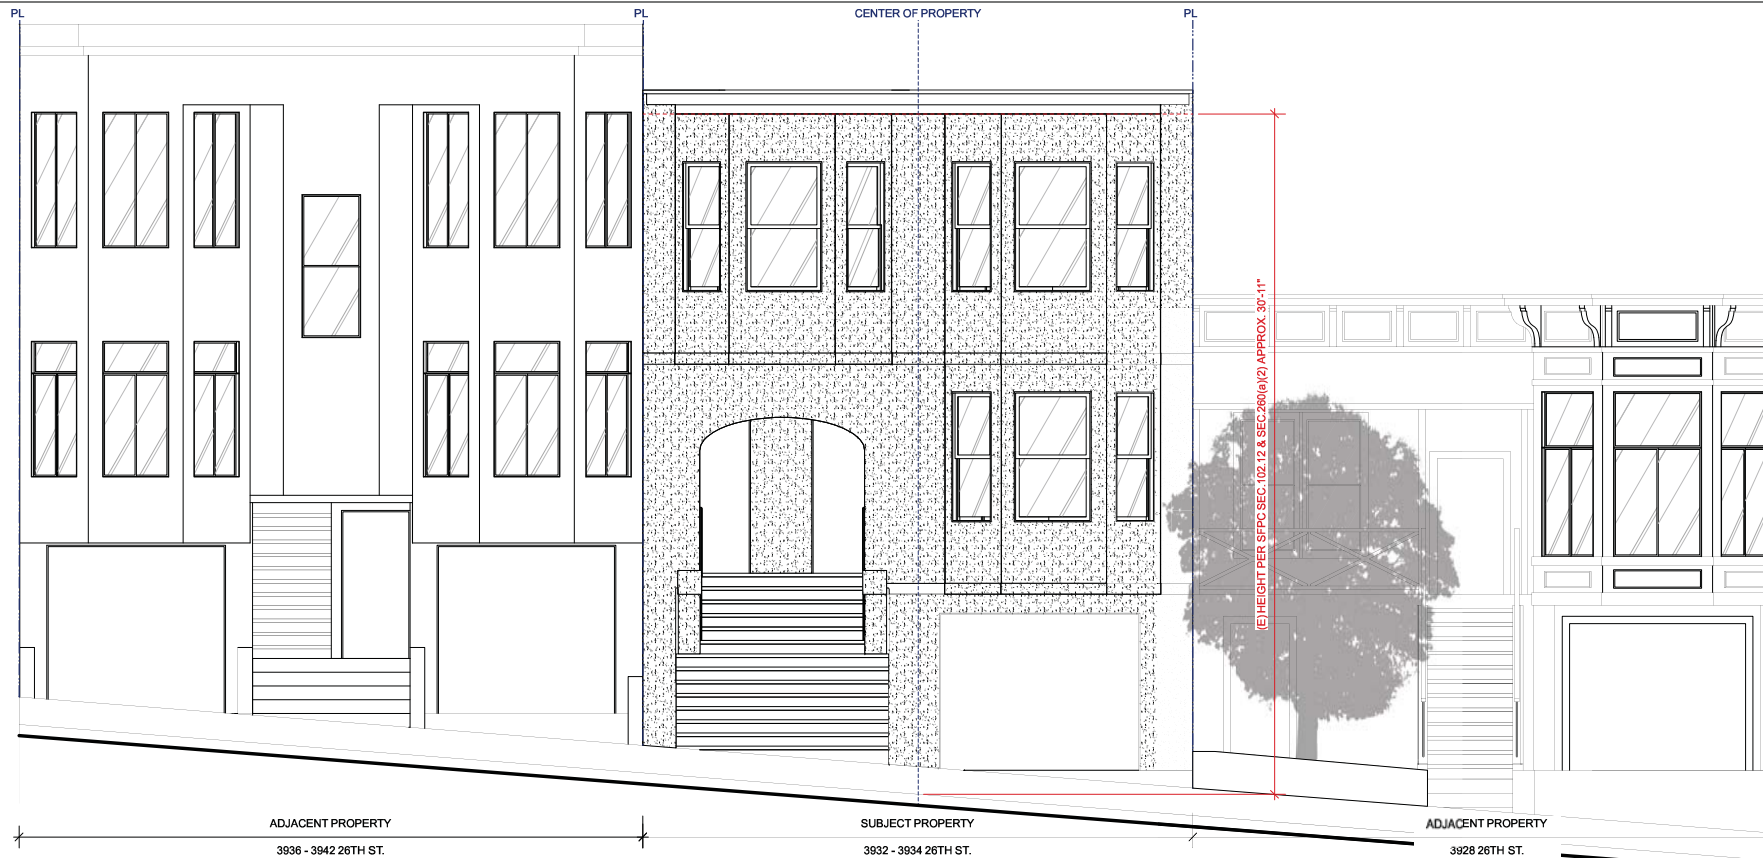 PL
PL
CENTER OF PROPERTY
PL
(E) HEIGHT PER SFPC SEC.102.12 & SEC.260(a)(2) APPROX. 30'-11"
ADJACENT PROPERTY
SUBJECT PROPERTY
ADJACENT PROPERTY
3936 - 3942 26TH ST.
3932 - 3934 26TH ST.
3928 26TH ST.